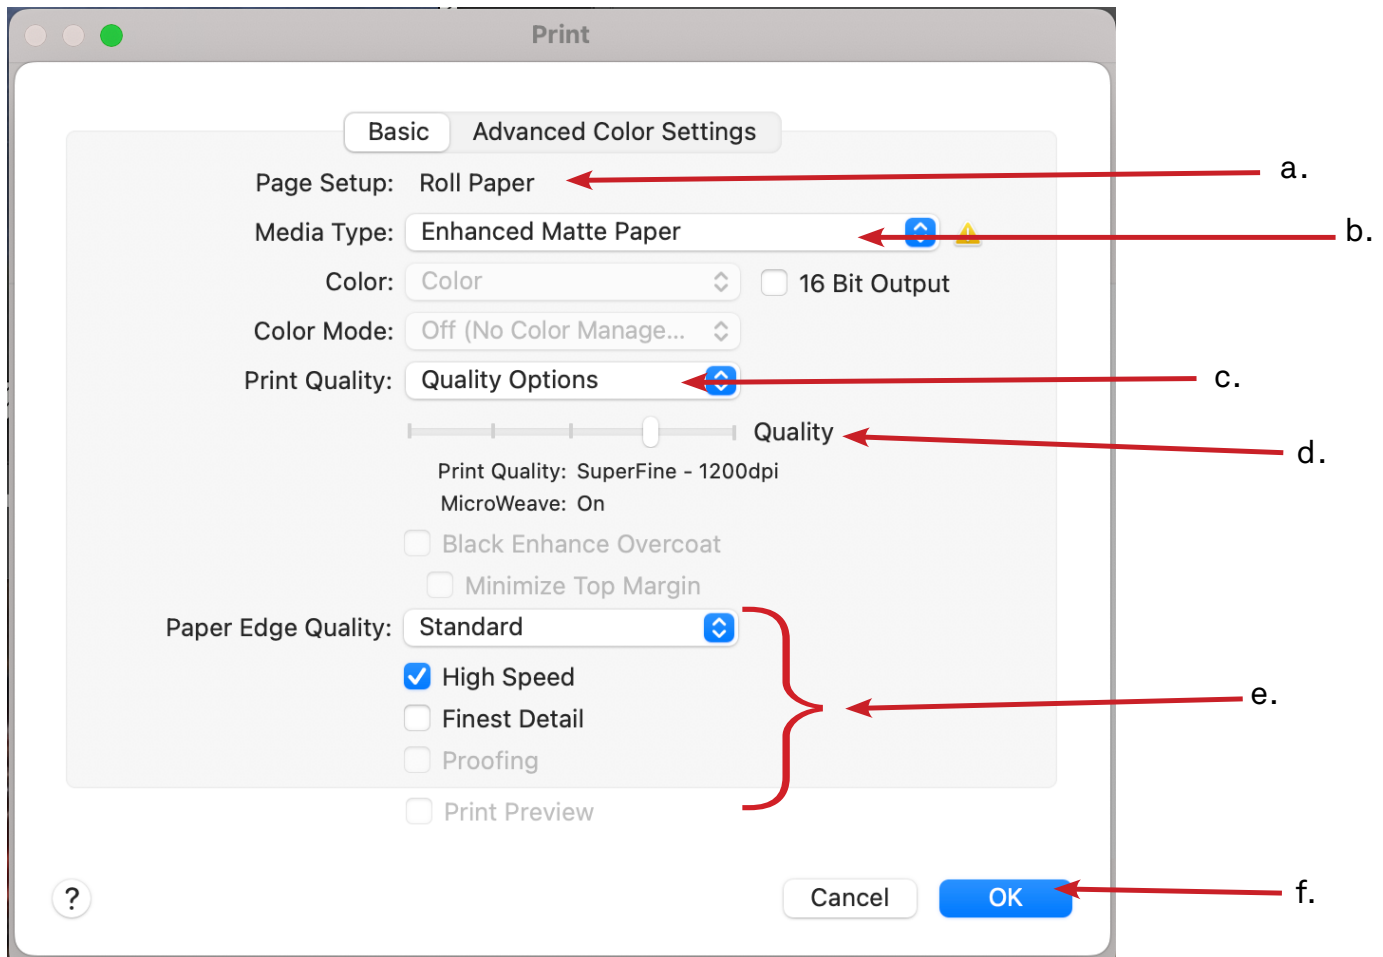 Print
Basic Advanced Color Settings
Page Setup: Roll Paper a.
Media Type: Enhanced Matte Paper b.
Color: Color 16 Bit Output
Color Mode: Off (No Color Manage...
Print Quality: Quality Options c.
Quality d.
Print Quality: SuperFine - 1200dpi
MicroWeave: On
Black Enhance Overcoat
Minimize Top Margin
Paper Edge Quality: Standard
High Speed e.
Finest Detail
Proofing
Print Preview
? Cancel OK f.